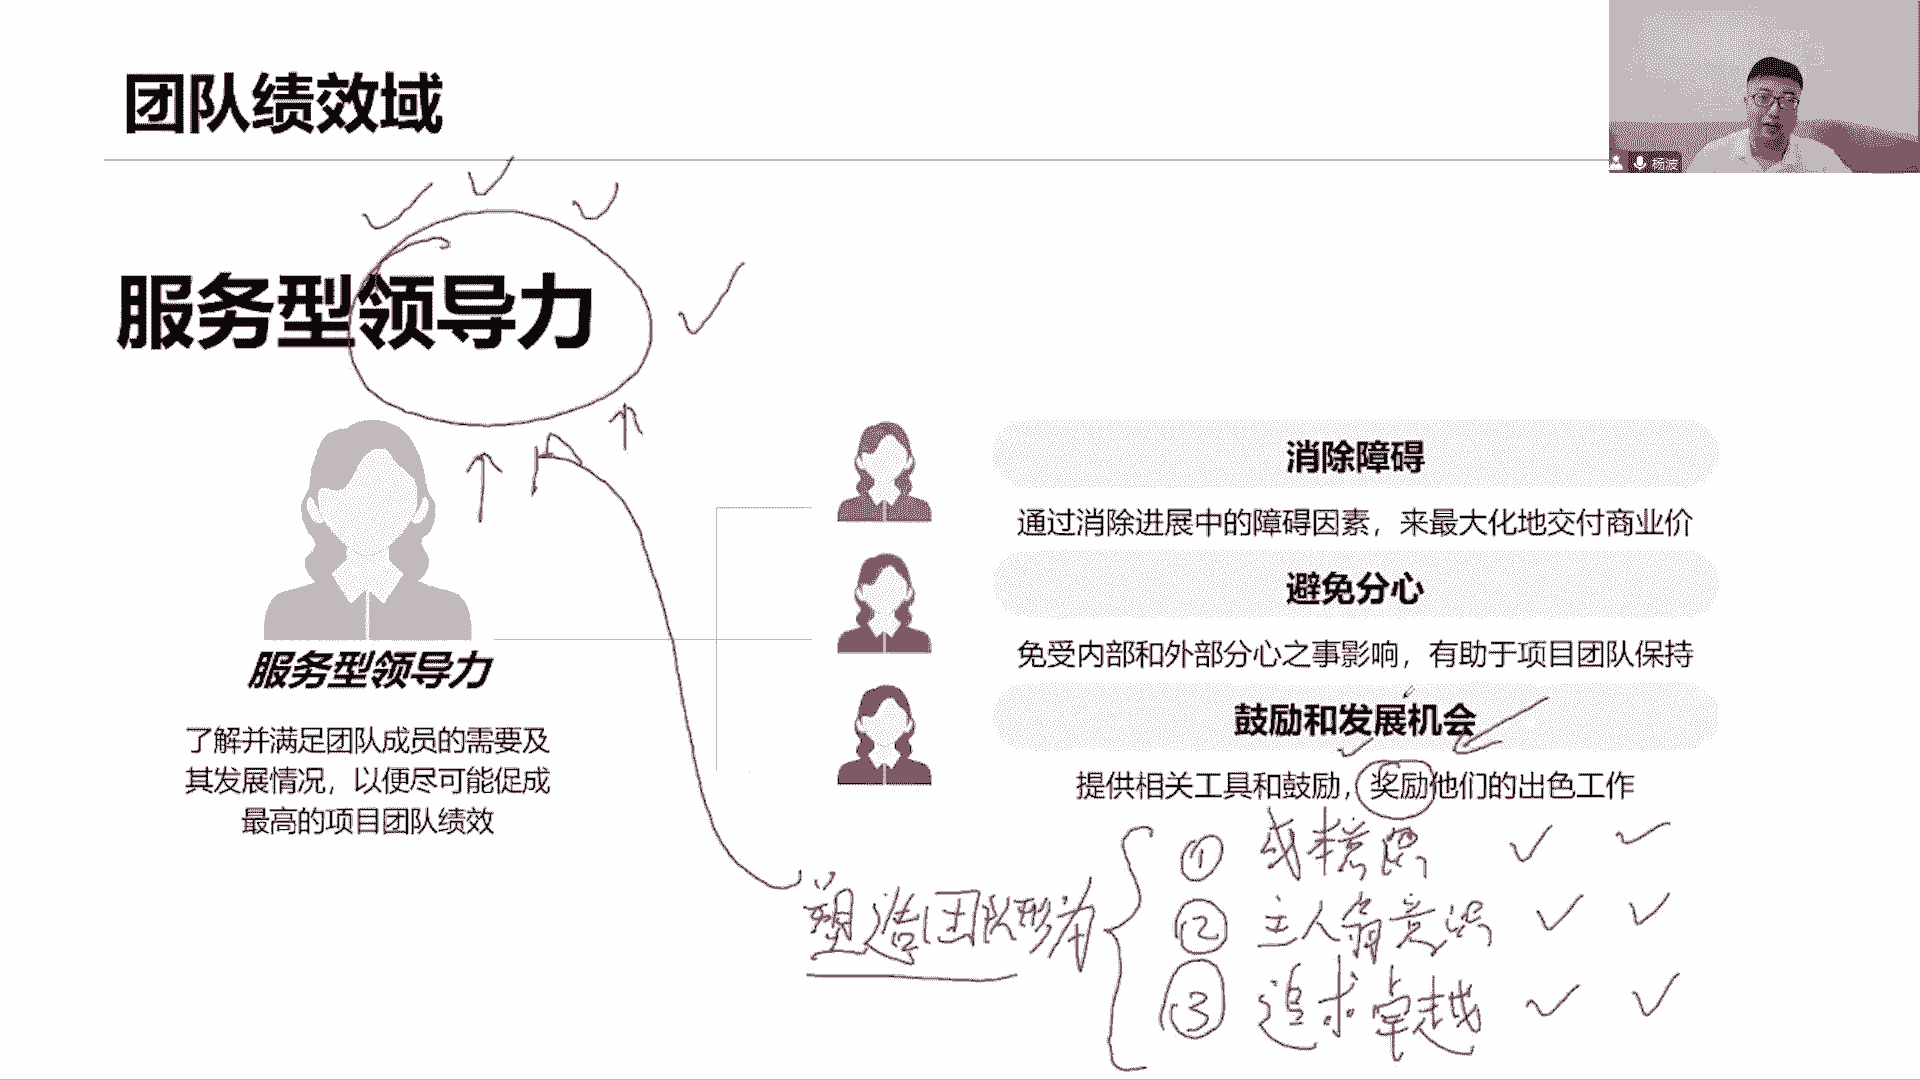 团队绩效域
杨波
服务型领导力
服务型领导力
了解并满足团队成员的需要及
其发展情况，以便尽可能促成
最高的项目团队绩效
消除障碍
通过消除进展中的障碍因素，来最大化地交付商业价
避免分心
免受内部和外部分心之事影响，有助于项目团队保持
鼓励和发展机会
提供相关工具和鼓励，奖励他们的出色工作
塑造团队形为
①
② 主人翁意识
③ 追求卓越